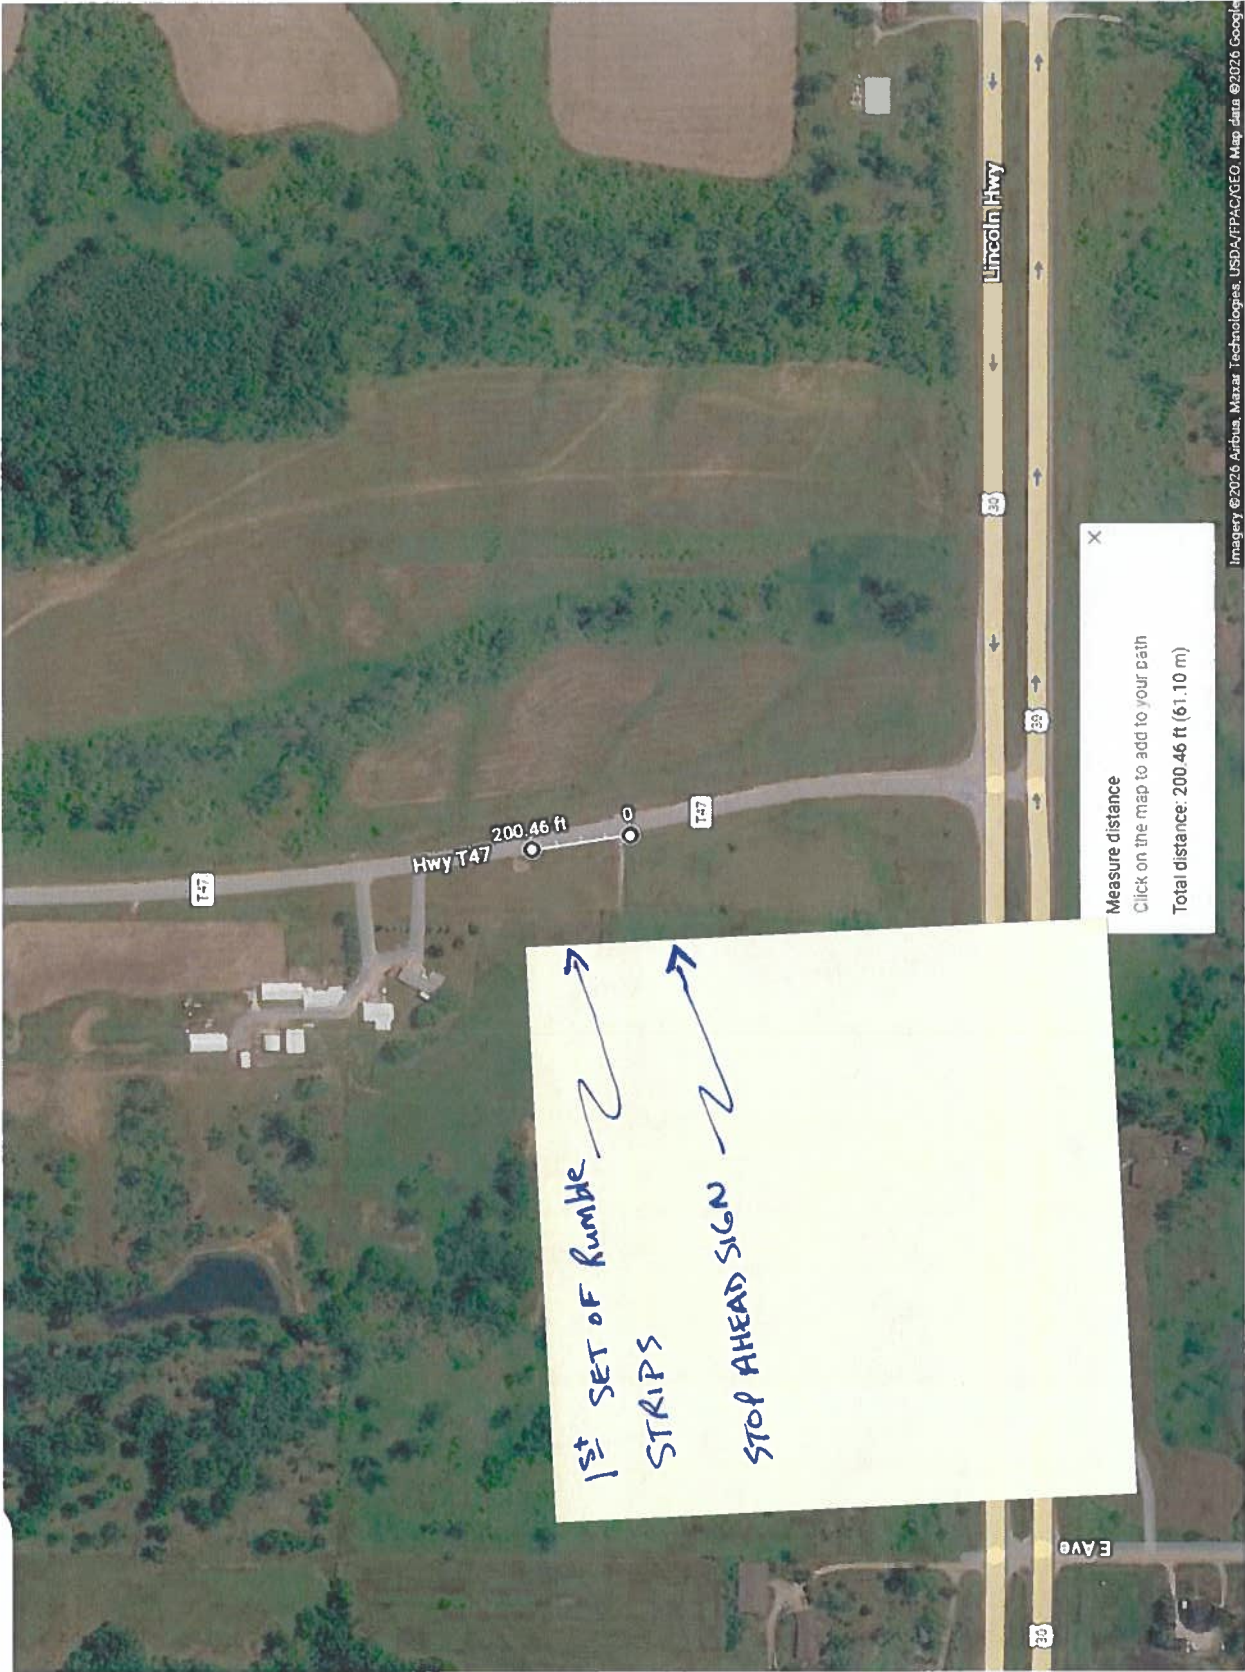 Lincoln Hwy
30
30
30
T47
T47
Hwy T47
200.46 ft
0
E Ave
1st SET OF Rumble
STRIPS
STOP AHEAD SIGN
Measure distance
Click on the map to add to your path
Total distance: 200.46 ft (61.10 m)
Imagery ©2026 Airbus, Maxar Technologies, USDA/FPAC/GEO, Map data ©2026 Google